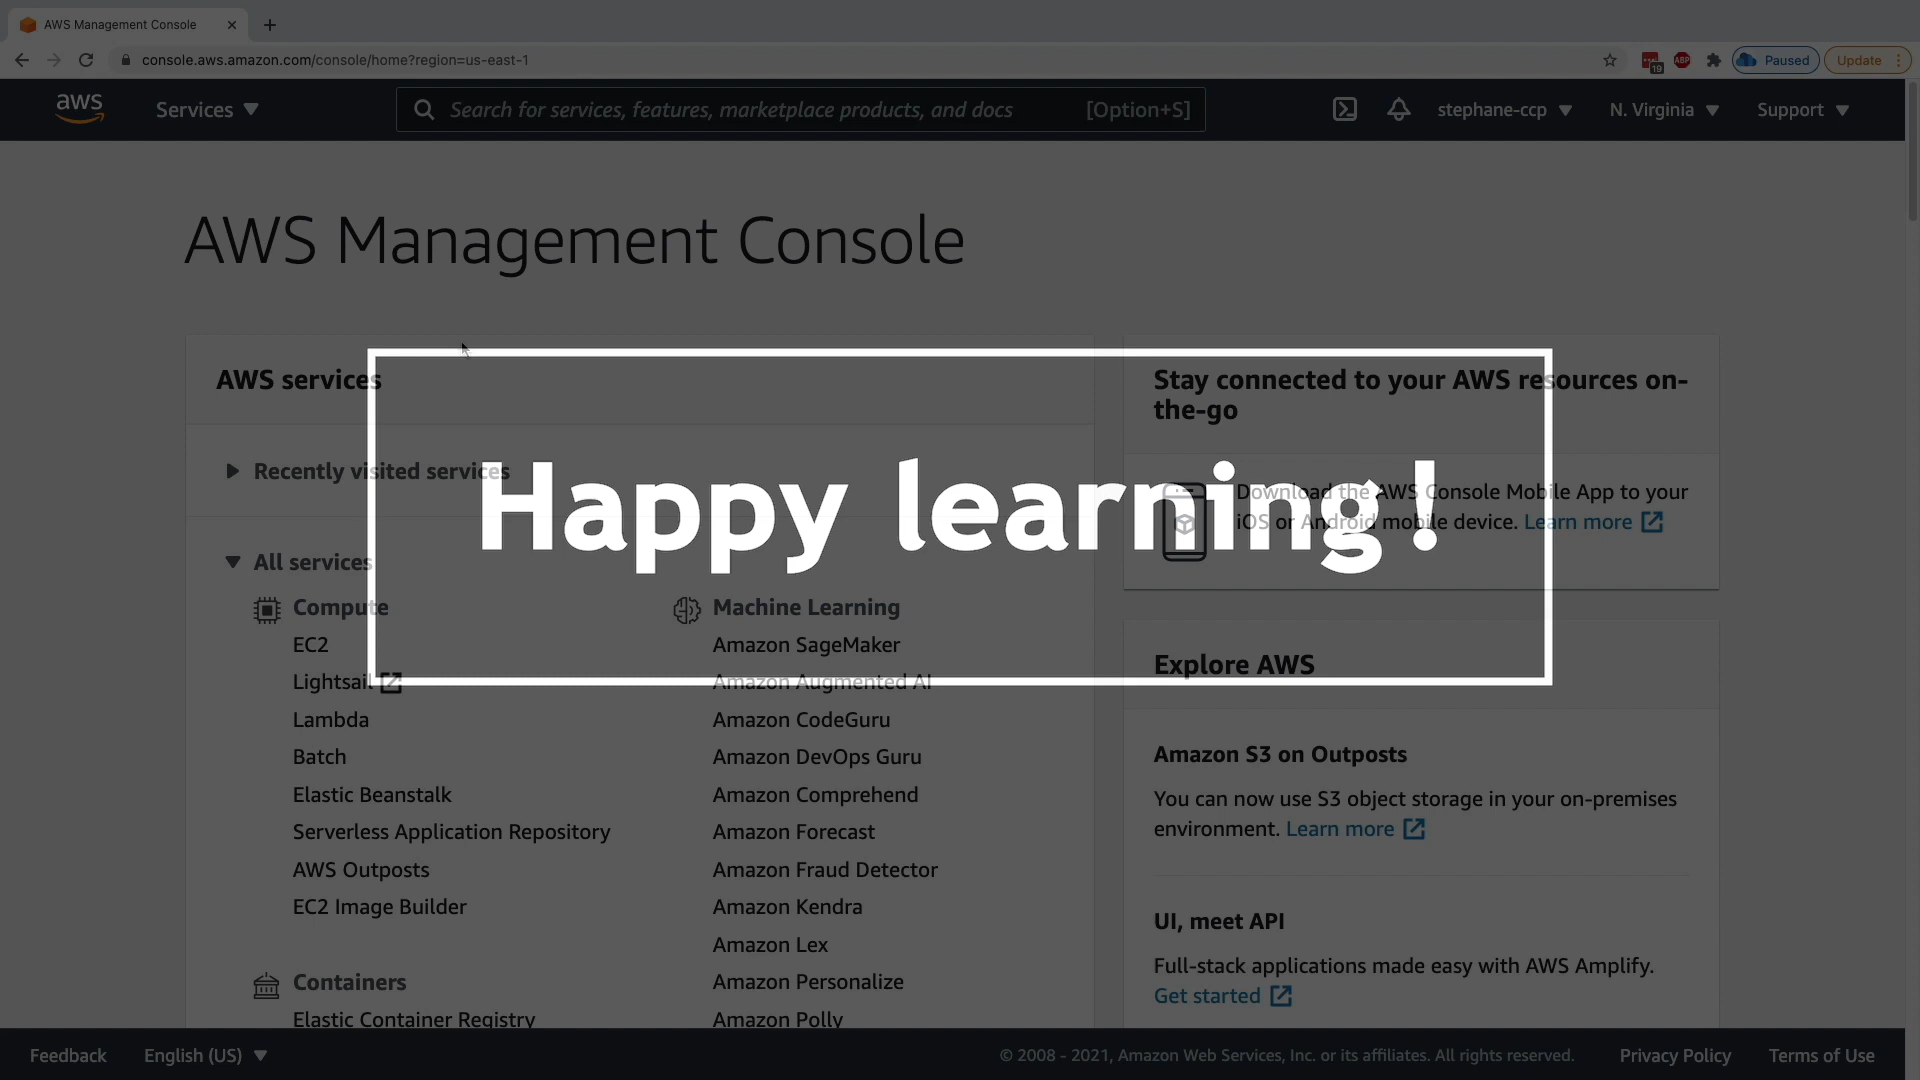 AWS Management Console
console.aws.amazon.com/console/home?region=us-east-1
19
ABP
Paused
Update
aws
Services
Search for services, features, marketplace products, and docs
[Option+S]
stephane-ccp
N. Virginia
Support
AWS Management Console
AWS services
Recently visited services
All services
Compute
EC2
Lightsail
Lambda
Batch
Elastic Beanstalk
Serverless Application Repository
AWS Outposts
EC2 Image Builder
Containers
Elastic Container Registry
Machine Learning
Amazon SageMaker
Amazon Augmented AI
Amazon CodeGuru
Amazon DevOps Guru
Amazon Comprehend
Amazon Forecast
Amazon Fraud Detector
Amazon Kendra
Amazon Lex
Amazon Personalize
Amazon Polly
Stay connected to your AWS resources on-
the-go
Download the AWS Console Mobile App to your
iOS or Android mobile device. Learn more
Explore AWS
Amazon S3 on Outposts
You can now use S3 object storage in your on-premises
environment. Learn more
UI, meet API
Full-stack applications made easy with AWS Amplify.
Get started
Happy learning!
Feedback
English (US)
© 2008 - 2021, Amazon Web Services, Inc. or its affiliates. All rights reserved.
Privacy Policy
Terms of Use